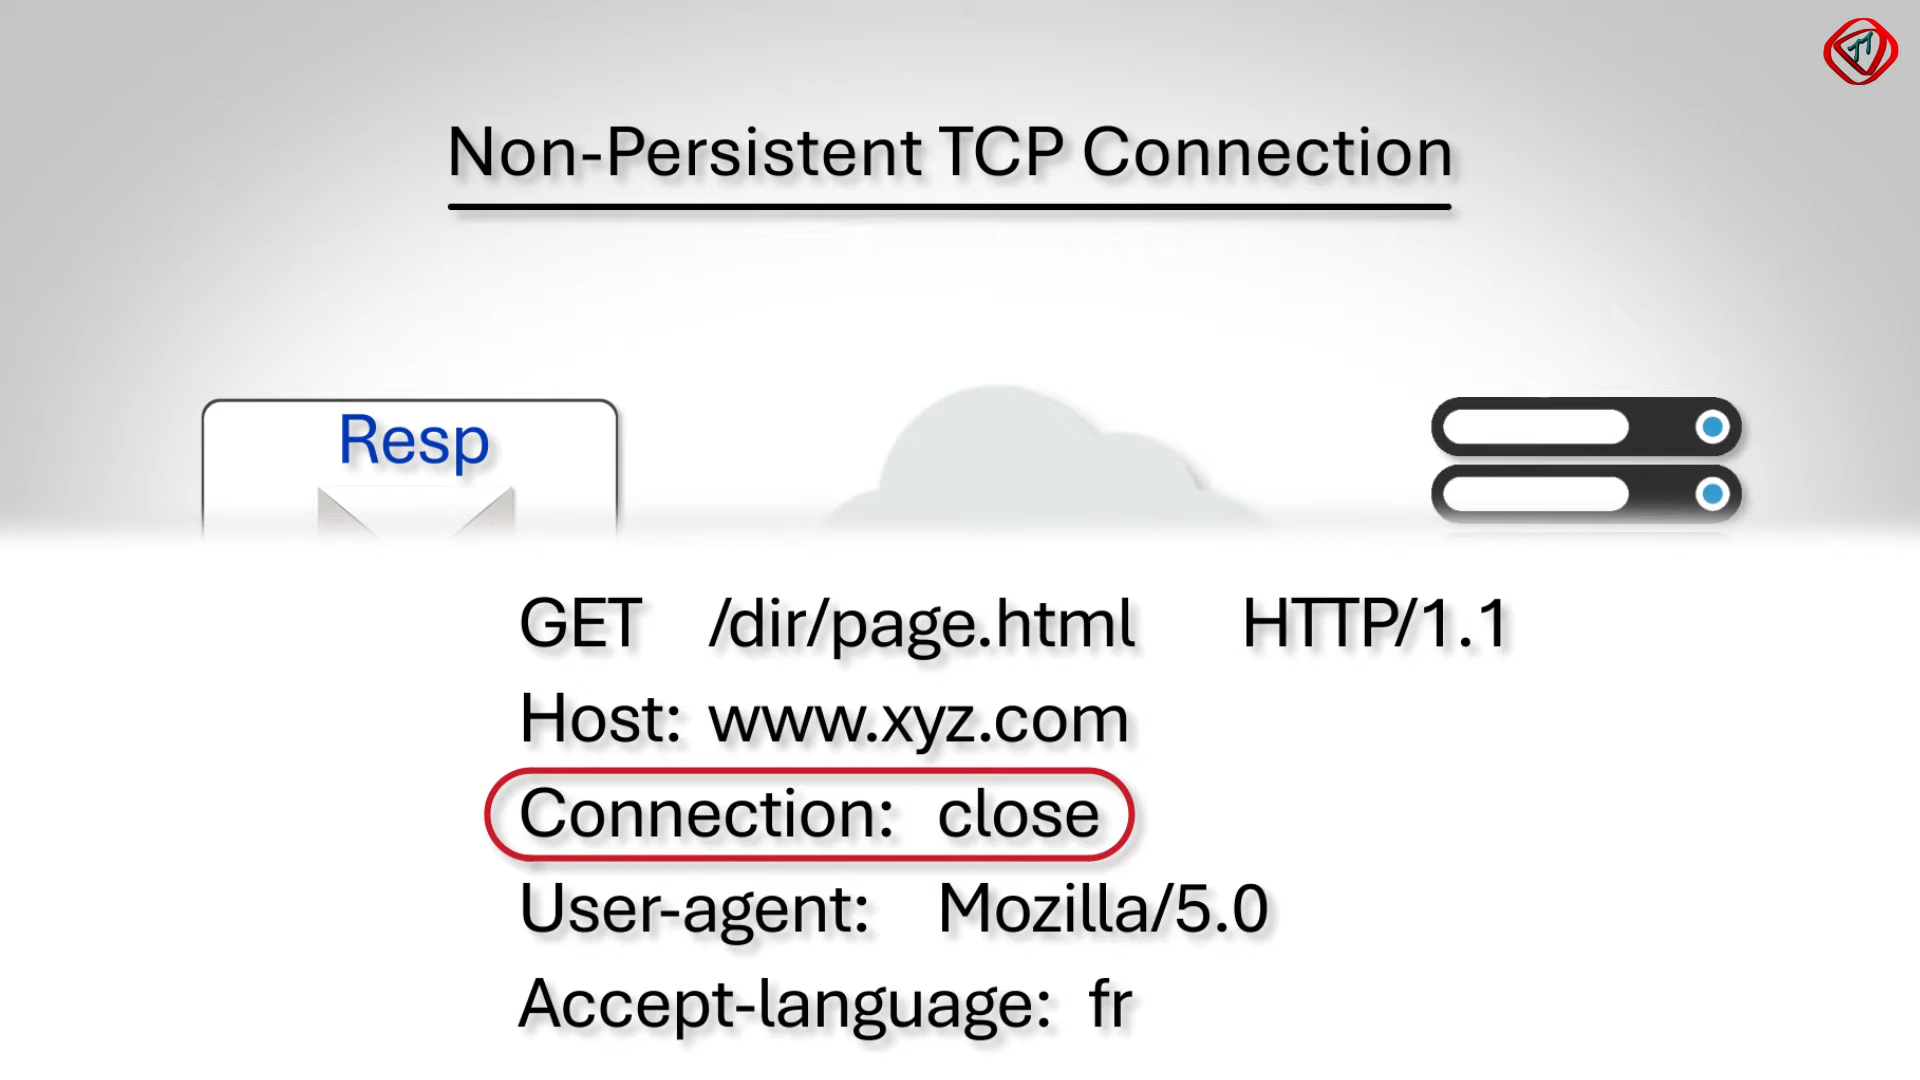 Non-Persistent TCP Connection
Resp
GET /dir/page.html HTTP/1.1
Host: www.xyz.com
Connection: close
User-agent: Mozilla/5.0
Accept-language: fr